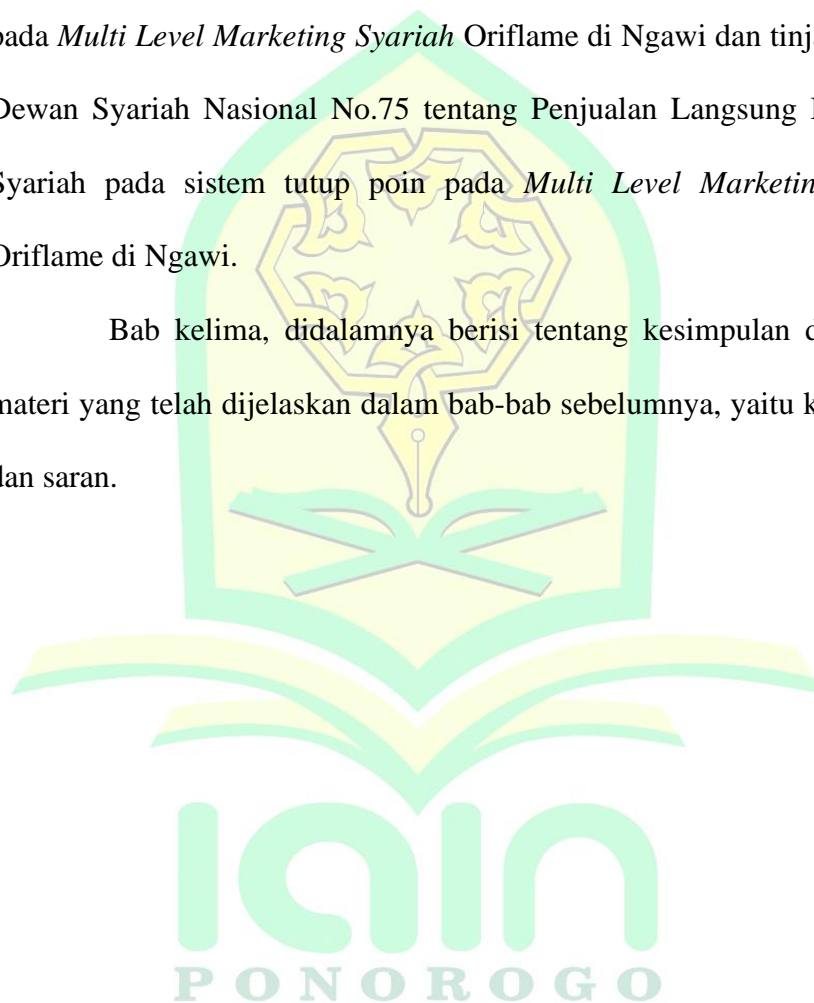 pada Multi Level Marketing Syariah Oriflame di Ngawi dan
Dewan Syariah Nasional No.75 tentang Penjualan Langsung
Syariah pada sistem tutup poin pada Multi Level
Oriflame di Ngawi.
Bab kelima, didalamnya berisi tentang kesimpulan
materi yang telah dijelaskan dalam bab-bab sebelumnya, yaitu
dan saran.
iain
PONOROGO